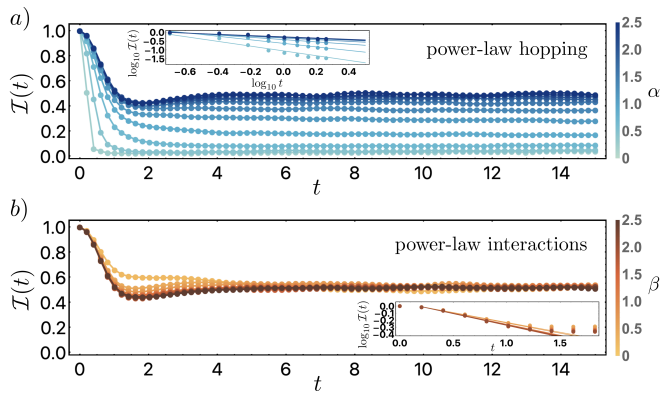 a)
power-law hopping
I(t)
1.0
0.8
0.6
0.4
0.2
0.0
0 2 4 6 8 10 12 14
t
log10 I(t)
0.0
−0.5
−1.0
−1.5
−0.6 −0.4 −0.2 0.0 0.2 0.4
log10 t
2.5
2.0
1.5
1.0
0.5
0
α
b)
power-law interactions
I(t)
1.0
0.8
0.6
0.4
0.2
0.0
0 2 4 6 8 10 12 14
t
log10 I(t)
0.0
−0.1
−0.2
−0.3
−0.4
0.0 0.5 1.0 1.5
t
2.5
2.0
1.5
1.0
0.5
0
β